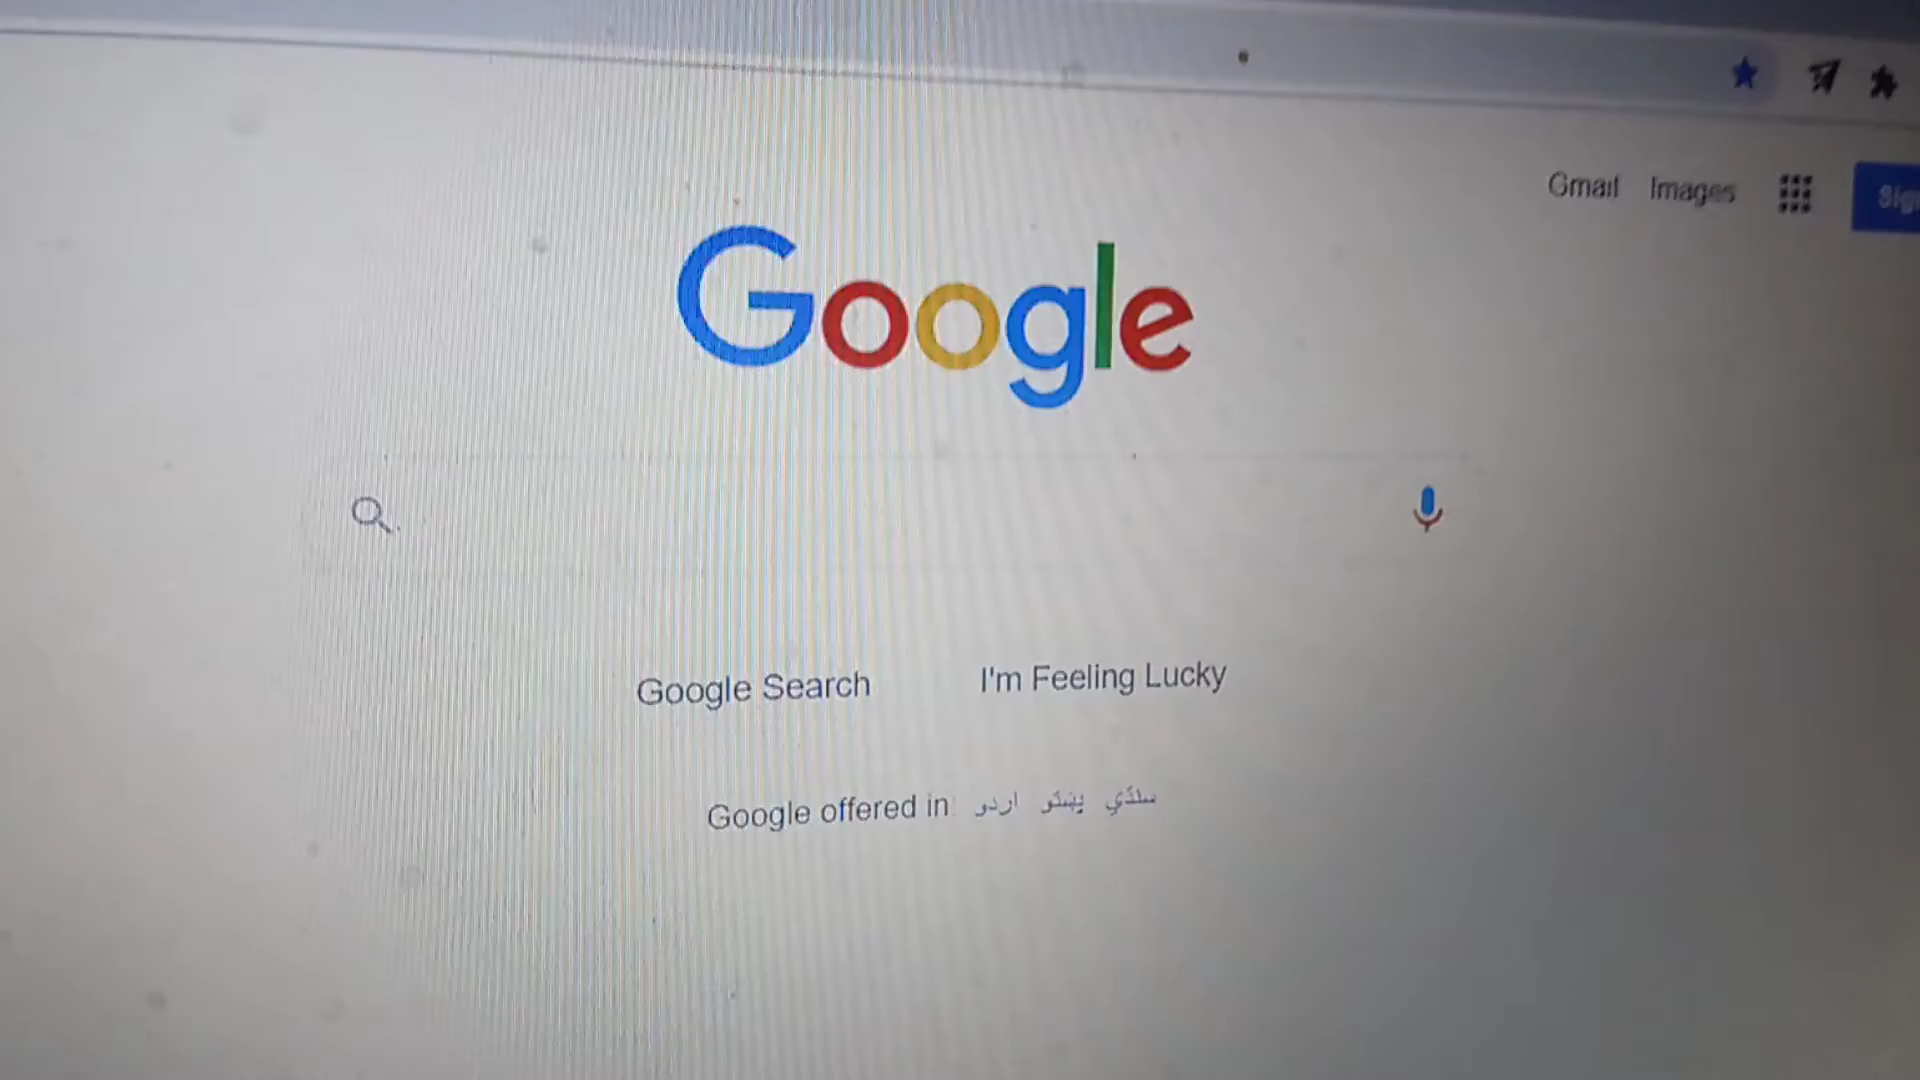 Gmail Images
Google
Google Search I'm Feeling Lucky
Google offered in اردو پښتو سنڌي